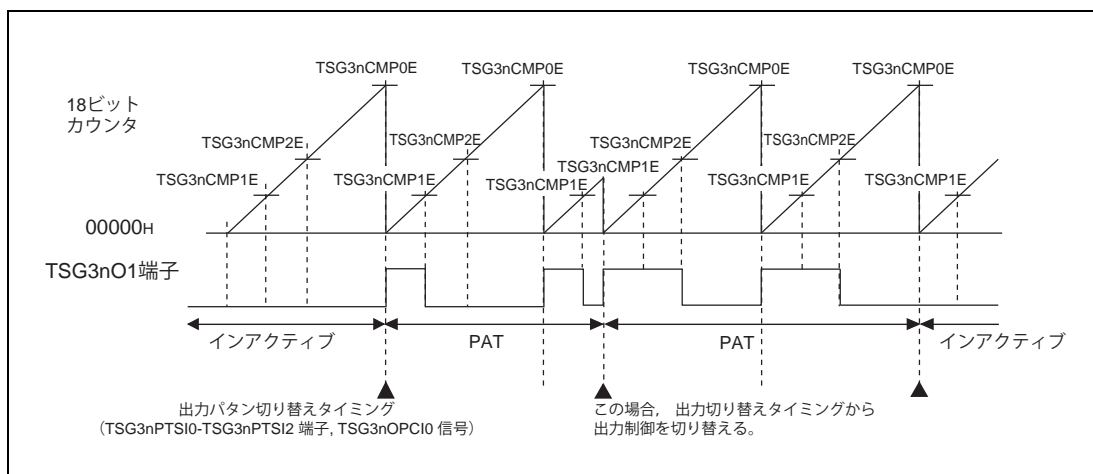 TSG3nCMP0E
TSG3nCMP0E
TSG3nCMP0E
TSG3nCMP0E
18ビット
カウンタ
TSG3nCMP2E
TSG3nCMP2E
TSG3nCMP2E
TSG3nCMP2E
TSG3nCMP1E
TSG3nCMP1E
TSG3nCMP1E
TSG3nCMP1E
TSG3nCMP1E
TSG3nCMP1E
TSG3nCMP1E
00000H
TSG3nO1端子
インアクティブ
PAT
PAT
インアクティブ
出力パタン切り替えタイミング
(TSG3nPTSI0-TSG3nPTSI2 端子, TSG3nOPCI0 信号)
この場合, 出力切り替えタイミングから
出力制御を切り替える。